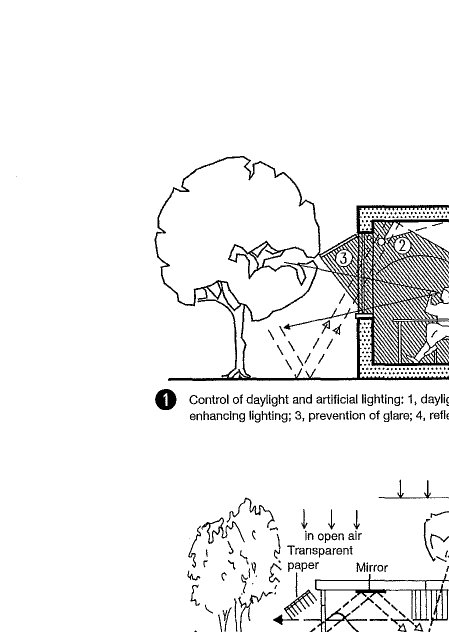 2
3
1 Control of daylight and artificial lighting: 1,
enhancing lighting; 3, prevention of glare; 4,
in open air
Transparent
paper
Mirror